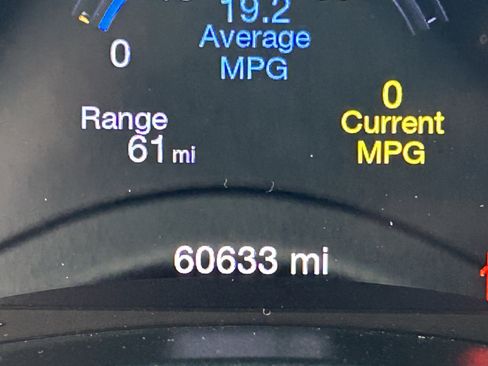 19.2
Average
MPG
0
0
Current
MPG
Range
61 mi
60633 mi